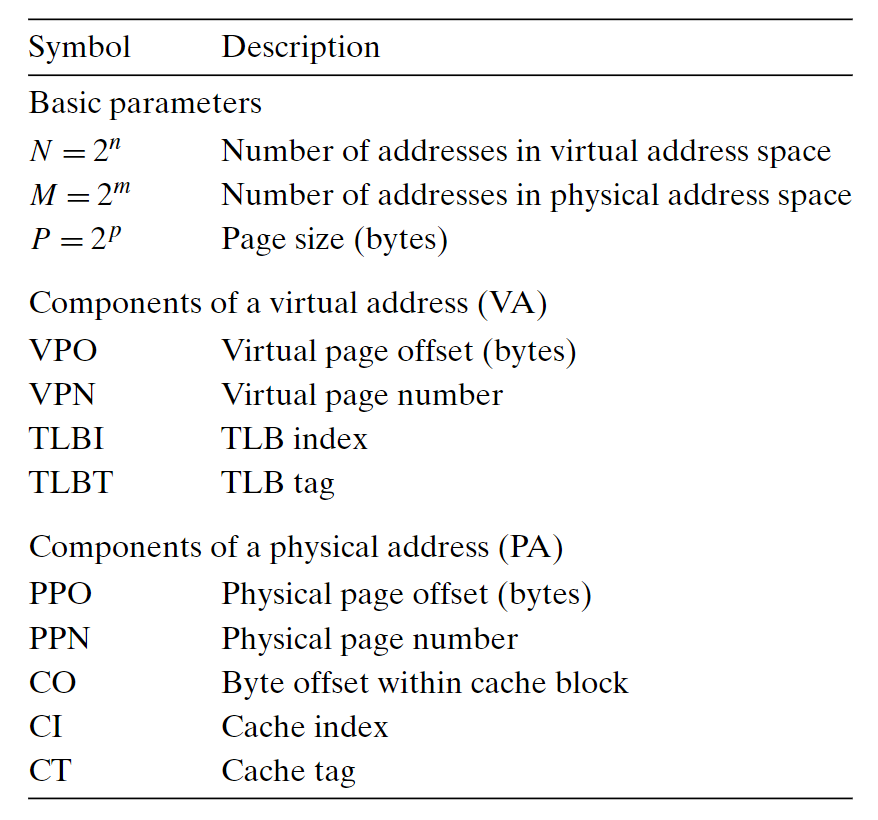 Symbol Description
Basic parameters
N = 2ⁿ Number of addresses in virtual address space
M = 2ᵐ Number of addresses in physical address space
P = 2ᵖ Page size (bytes)
Components of a virtual address (VA)
VPO Virtual page offset (bytes)
VPN Virtual page number
TLBI TLB index
TLBT TLB tag
Components of a physical address (PA)
PPO Physical page offset (bytes)
PPN Physical page number
CO Byte offset within cache block
CI Cache index
CT Cache tag